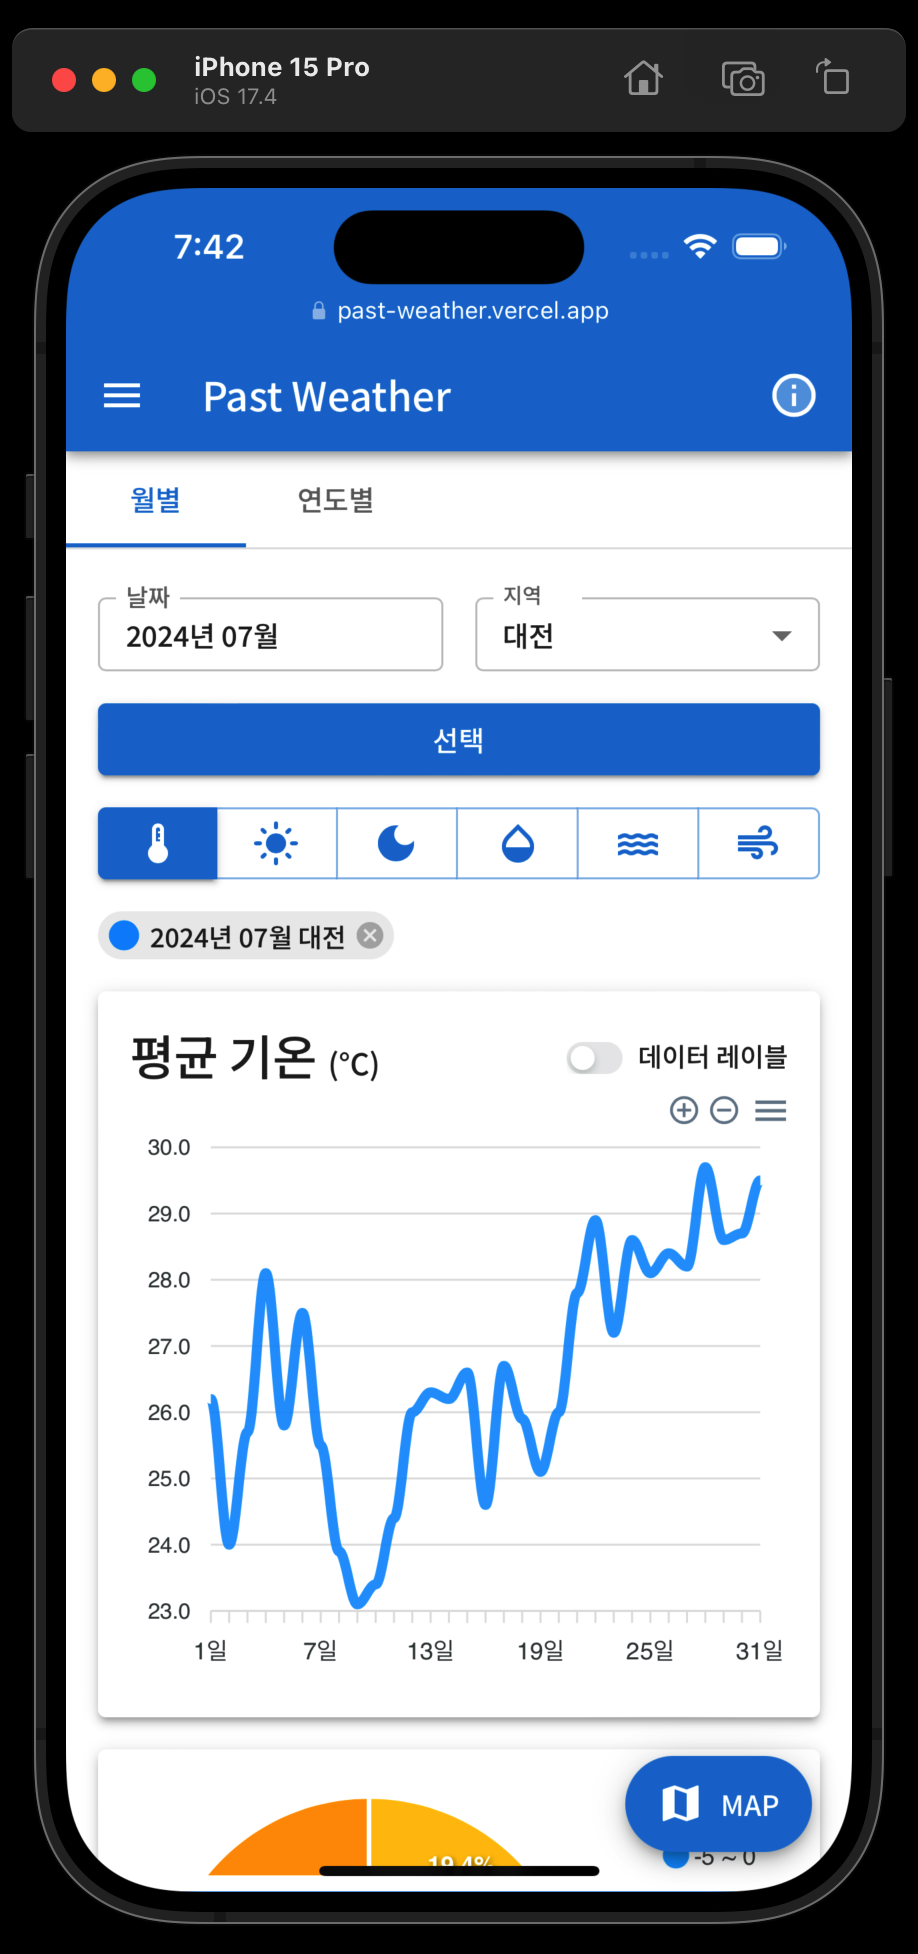 iPhone 15 Pro
iOS 17.4
7:42
past-weather.vercel.app
Past Weather
월별 연도별
날짜 지역
2024년 07월 대전
선택
2024년 07월 대전
평균 기온 (°C) 데이터 레이블
30.0
29.0
28.0
27.0
26.0
25.0
24.0
23.0
1일 7일 13일 19일 25일 31일
MAP
19.4% -5 ~ 0